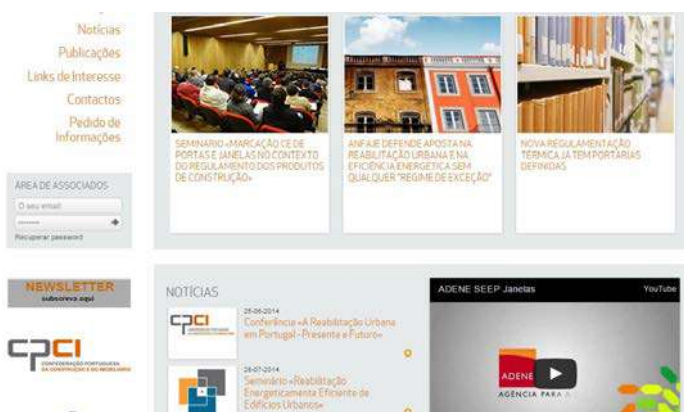 Notícias
Publicações
Links de Interesse
Contactos
Pedido de
Informações
ÁREA DE ASSOCIADOS
O seu email!
Recuperar password
NEWSLETTER
subscreva aqui
CPCI
CONFEDERAÇÃO PORTUGUESA
DA CONSTRUÇÃO E DO IMOBILIÁRIO
SEMINÁRIO «MARCAÇÃO CE DE
PORTAS E JANELAS NO CONTEXTO
DO REGULAMENTO DOS PRODUTOS
DE CONSTRUÇÃO»
ANFAJE DEFENDE APOSTA NA
REABILITAÇÃO URBANA E NA
EFICIÊNCIA ENERGÉTICA SEM
QUALQUER "REGIME DE EXCEÇÃO"
NOVA REGULAMENTAÇÃO
TÉRMICA JÁ TEM PORTARIAS
DEFINIDAS
NOTÍCIAS
CPCI
25-06-2014
Conferência «A Reabilitação Urbana
em Portugal - Presente e Futuro»
28-07-2014
Seminário «Reabilitação
Energeticamente Eficiente de
Edifícios Urbanos»
ADENE SEEP Janelas
YouTube
ADENE
AGÊNCIA PARA A